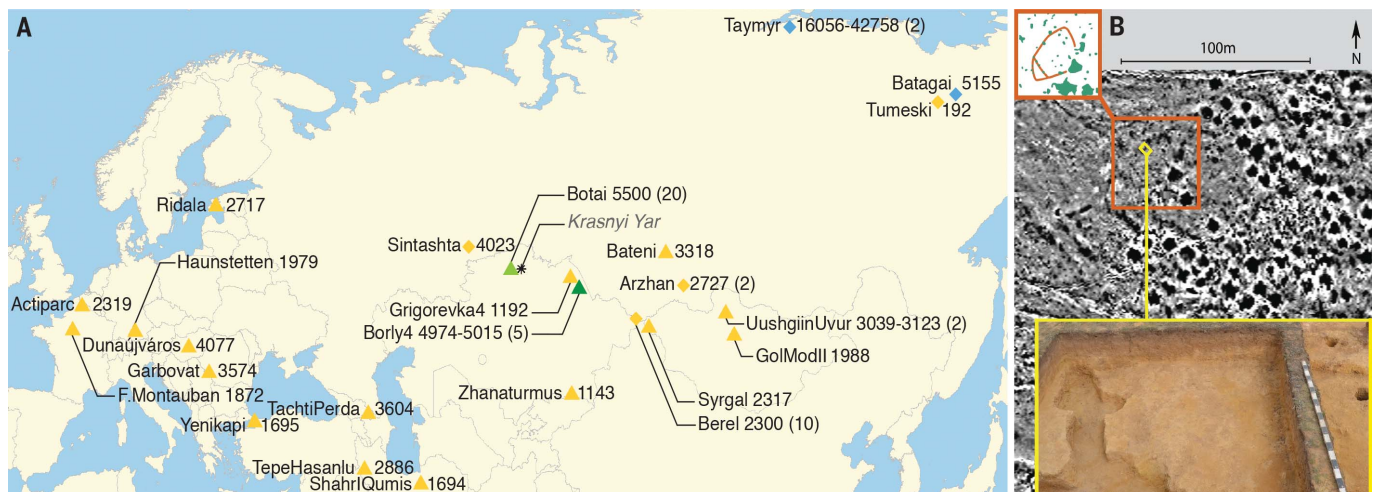 A
Taymyr 16056-42758 (2)
Batagai 5155
Tumeski 192
Botai 5500 (20)
Krasnyi Yar
Ridala 2717
Sintashta 4023
Bateni 3318
Haunstetten 1979
Arzhan 2727 (2)
Actiparc 2319
Grigorevka4 1192
UushgiinUvur 3039-3123 (2)
Borly4 4974-5015 (5)
Dunaújváros 4077
GolModII 1988
Garbovat 3574
F.Montauban 1872
Zhanaturmus 1143
Syrgal 2317
TachtiPerda 3604
Yenikapi 1695
Berel 2300 (10)
TepeHasanlu 2886
ShahrIQumis 1694
B
100m
N